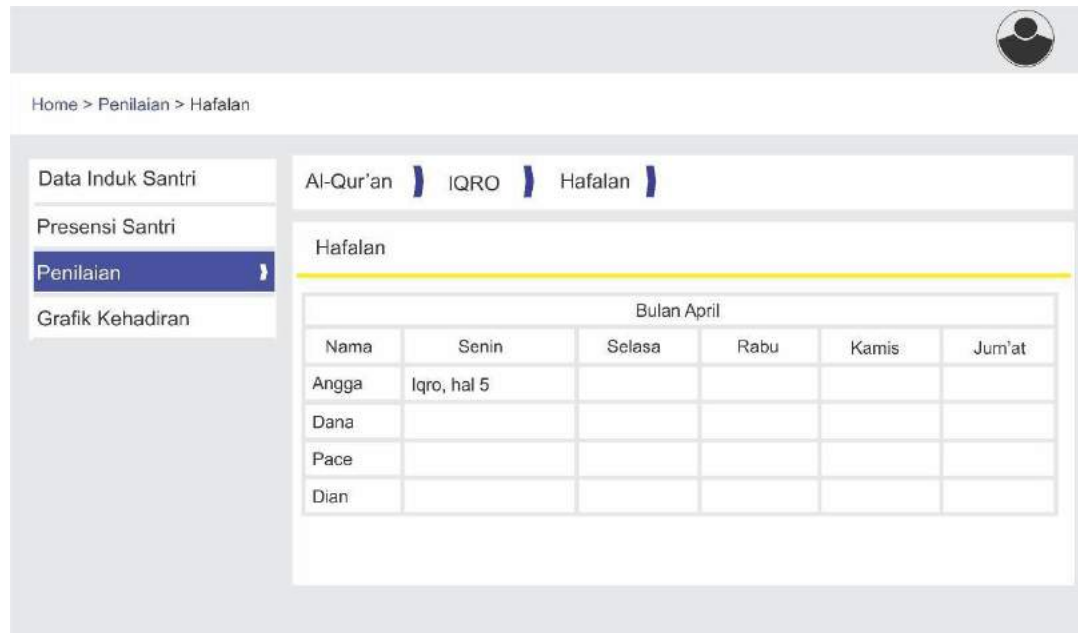 Home > Penilaian > Hafalan
Data Induk Santri
Presensi Santri
Penilaian
Grafik Kehadiran
Al-Qur'an IQRO Hafalan
Hafalan
Bulan April
Nama Senin Selasa Rabu Kamis Jum'at
Angga Iqro, hal 5
Dana
Pace
Dian